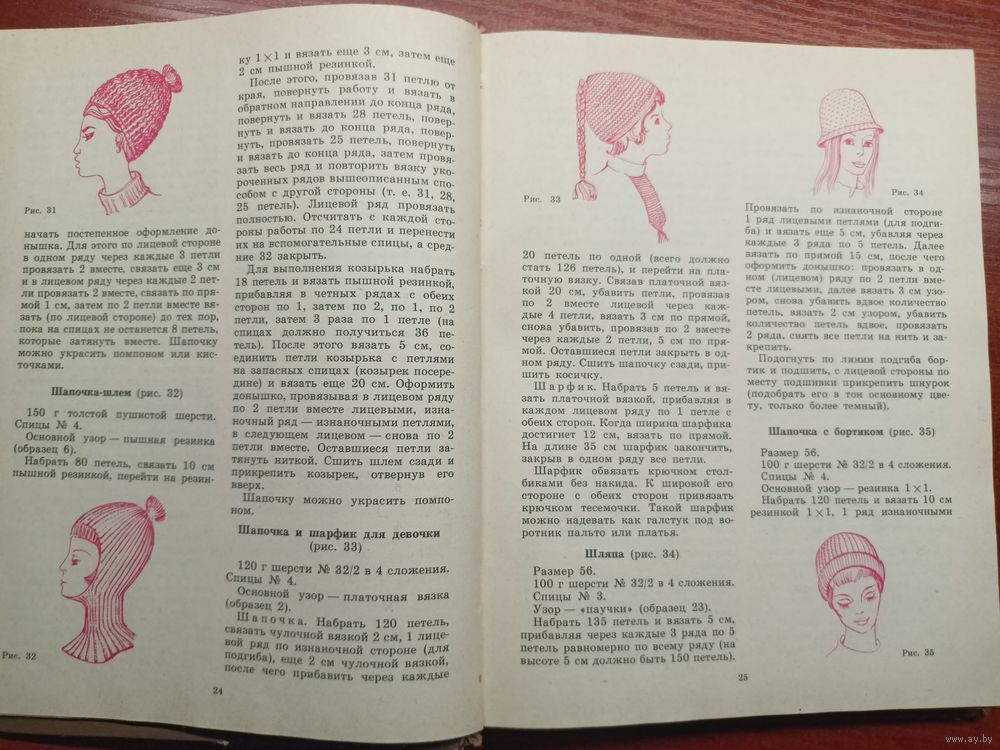 Рис. 31
начать постепенное оформление до-
нышка. Для этого по лицевой стороне
в одном ряду через каждые 3 петли
провязать 2 вместе, связать еще 3 см
и в лицевом ряду через каждые 2 пет-
ли провязать 2 вместе, связать по пря-
мой 1 см, затем по 2 петли вместе вя-
зать (по лицевой стороне) до тех пор,
пока на спицах не останется 8 петель,
которые затянуть вместе. Шапочку
можно украсить помпоном или кис-
точками.
Шапочка-шлем (рис. 32)
150 г толстой пушистой шерсти.
Спицы № 4.
Основной узор — пышная резинка
(образец 6).
Набрать 80 петель, связать 10 см
пышной резинкой, перейти на резин-
Рис. 32
ку 1×1 и вязать еще 3 см, затем еще
2 см пышной резинкой.
После этого, провязав 31 петлю от
края, повернуть работу и вязать в
обратном направлении до конца ряда,
повернуть и вязать 28 петель, повер-
нуть и вязать до конца ряда, повер-
нуть, провязать 25 петель, повернуть
и вязать до конца ряда, затем провя-
зать весь ряд и повторить вязку уко-
роченных рядов вышеописанным спо-
собом с другой стороны (т. е. 31, 28,
25 петель). Лицевой ряд провязать
полностью. Отсчитать с каждой сто-
роны работы по 24 петли и перенести
их на вспомогательные спицы, а сред-
ние 32 закрыть.
Для выполнения козырька набрать
18 петель и вязать пышной резинкой,
прибавляя в четных рядах с обеих
сторон по 1, затем по 2, по 1, по 2
петли, затем 3 раза по 1 петле (на
спицах должно получиться 36 пе-
тель). После этого вязать 5 см, со-
единить петли козырька с петлями
на запасных спицах (козырек посере-
дине) и вязать еще 20 см. Оформить
донышко, провязывая в лицевом ряду
по 2 петли вместе лицевыми, изна-
ночный ряд — изнаночными петлями,
в следующем лицевом — снова по 2
петли вместе. Оставшиеся петли за-
тянуть ниткой. Сшить шлем сзади и
прикрепить козырек, отвернув его
вверх.
Шапочку можно украсить помпо-
ном.
Шапочка и шарфик для девочки
(рис. 33)
120 г шерсти № 32/2 в 4 сложения.
Спицы № 4.
Основной узор — платочная вязка
(образец 2).
Шапочка. Набрать 120 петель,
связать чулочной вязкой 2 см, 1 лице-
вой ряд по изнаночной стороне (для
подгиба), еще 2 см чулочной вязкой,
после чего прибавить через каждые
24
Рис. 33
20 петель по одной (всего должно
стать 126 петель), и перейти на пла-
точную вязку. Связав платочной вяз-
кой 20 см, убавить петли, провязав
по 2 вместе лицевой через каж-
дые 4 петли, вязать 3 см по прямой,
снова убавить, провязав по 2 вместе
через каждые 2 петли, 5 см по пря-
мой. Оставшиеся петли закрыть в од-
ном ряду. Сшить шапочку сзади, при-
шить косичку.
Шарфик. Набрать 5 петель и вя-
зать платочной вязкой, прибавляя в
каждом лицевом ряду по 1 петле с
обеих сторон. Когда ширина шарфика
достигнет 12 см, вязать по прямой.
На длине 35 см шарфик закончить,
закрыв в одном ряду все петли.
Шарфик обвязать крючком стол-
биками без накида. К широкой его
стороне с обеих сторон привязать
крючком тесемочки. Такой шарфик
можно надевать как галстук под во-
ротник пальто или платья.
Шляпа (рис. 34)
Размер 56.
100 г шерсти № 32/2 в 4 сложения.
Спицы № 3.
Узор — «паучки» (образец 23).
Набрать 135 петель и вязать 5 см,
прибавляя через каждые 3 ряда по 5
петель равномерно по всему ряду (на
высоте 5 см должно быть 150 петель).
Рис. 34
Провязать по изнаночной стороне
1 ряд лицевыми петлями (для подги-
ба) и вязать еще 5 см, убавляя через
каждые 3 ряда по 5 петель. Далее
вязать по прямой 15 см, после чего
оформить донышко: провязать в од-
ном (лицевом) ряду по 2 петли вме-
сте лицевыми, далее вязать 3 см узо-
ром, снова убавить вдвое количество
петель, вязать 2 см узором, убавить
количество петель вдвое, провязать
2 ряда, снять все петли на нить и за-
крепить.
Подогнуть по линии подгиба бор-
тик и подшить, с лицевой стороны по
месту подшивки прикрепить шнурок
(подобрать его в тон основному цве-
ту, только более темный).
Шапочка с бортиком (рис. 35)
Размер 56.
100 г шерсти № 32/2 в 4 сложения.
Спицы № 4.
Основной узор — резинка 1×1.
Набрать 120 петель и вязать 10 см
резинкой 1×1, 1 ряд изнаночными
Рис. 35
25
www.ay.by